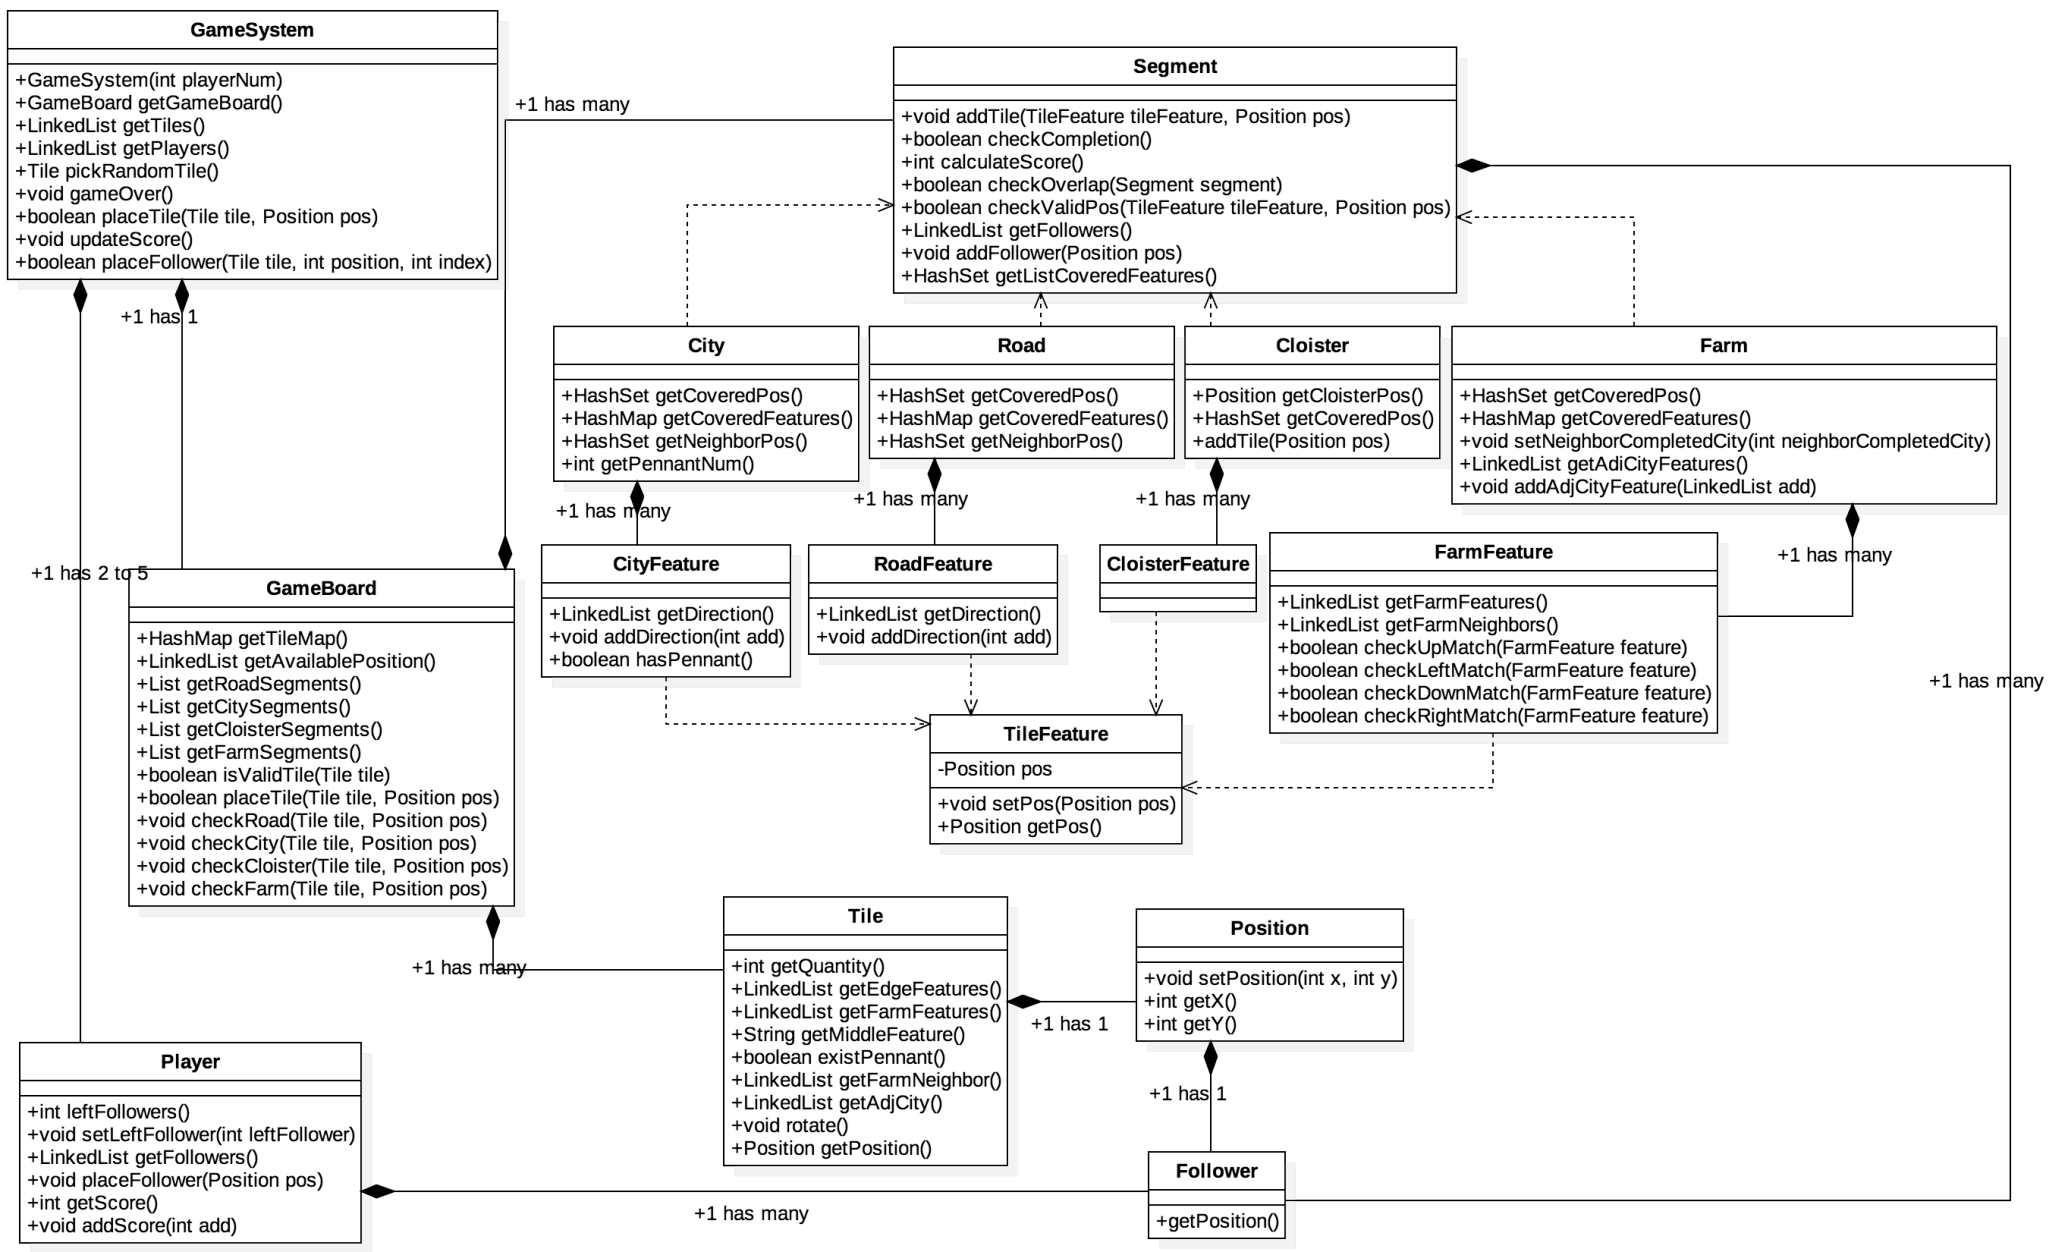 GameSystem
+GameSystem(int playerNum)
+GameBoard getGameBoard()
+LinkedList getTiles()
+LinkedList getPlayers()
+Tile pickRandomTile()
+void gameOver()
+boolean placeTile(Tile tile, Position pos)
+void updateScore()
+boolean placeFollower(Tile tile, int position, int index)
+1 has many
Segment
+void addTile(TileFeature tileFeature, Position pos)
+boolean checkCompletion()
+int calculateScore()
+boolean checkOverlap(Segment segment)
+boolean checkValidPos(TileFeature tileFeature, Position pos)
+LinkedList getFollowers()
+void addFollower(Position pos)
+HashSet getListCoveredFeatures()
+1 has 1
City
+HashSet getCoveredPos()
+HashMap getCoveredFeatures()
+HashSet getNeighborPos()
+int getPennantNum()
Road
+HashSet getCoveredPos()
+HashMap getCoveredFeatures()
+HashSet getNeighborPos()
Cloister
+Position getCloisterPos()
+HashSet getCoveredPos()
+addTile(Position pos)
Farm
+HashSet getCoveredPos()
+HashMap getCoveredFeatures()
+void setNeighborCompletedCity(int neighborCompletedCity)
+LinkedList getAdiCityFeatures()
+void addAdjCityFeature(LinkedList add)
+1 has many
+1 has many
+1 has many
+1 has many
CityFeature
+LinkedList getDirection()
+void addDirection(int add)
+boolean hasPennant()
RoadFeature
+LinkedList getDirection()
+void addDirection(int add)
CloisterFeature
FarmFeature
+LinkedList getFarmFeatures()
+LinkedList getFarmNeighbors()
+boolean checkUpMatch(FarmFeature feature)
+boolean checkLeftMatch(FarmFeature feature)
+boolean checkDownMatch(FarmFeature feature)
+boolean checkRightMatch(FarmFeature feature)
+1 has many
+1 has 2 to 5
GameBoard
+HashMap getTileMap()
+LinkedList getAvailablePosition()
+List getRoadSegments()
+List getCitySegments()
+List getCloisterSegments()
+List getFarmSegments()
+boolean isValidTile(Tile tile)
+boolean placeTile(Tile tile, Position pos)
+void checkRoad(Tile tile, Position pos)
+void checkCity(Tile tile, Position pos)
+void checkCloister(Tile tile, Position pos)
+void checkFarm(Tile tile, Position pos)
TileFeature
-Position pos
+void setPos(Position pos)
+Position getPos()
+1 has many
Tile
+int getQuantity()
+LinkedList getEdgeFeatures()
+LinkedList getFarmFeatures()
+String getMiddleFeature()
+boolean existPennant()
+LinkedList getFarmNeighbor()
+LinkedList getAdjCity()
+void rotate()
+Position getPosition()
+1 has 1
Position
+void setPosition(int x, int y)
+int getX()
+int getY()
+1 has 1
Player
+int leftFollowers()
+void setLeftFollower(int leftFollower)
+LinkedList getFollowers()
+void placeFollower(Position pos)
+int getScore()
+void addScore(int add)
+1 has many
Follower
+getPosition()